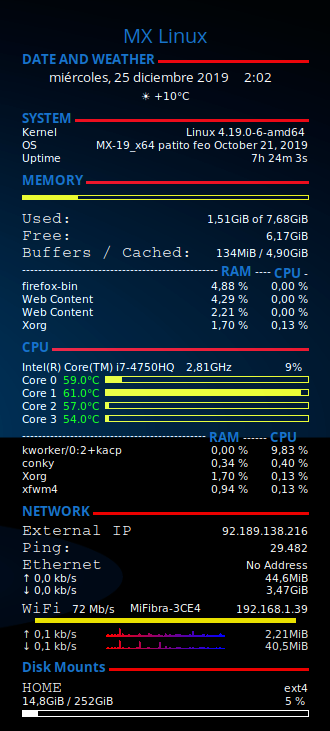 MX Linux
DATE AND WEATHER
miércoles, 25 diciembre 2019 2:02
☀ +10°C
SYSTEM
Kernel Linux 4.19.0-6-amd64
OS MX-19_x64 patito feo October 21, 2019
Uptime 7h 24m 3s
MEMORY
Used: 1,51GiB of 7,68GiB
Free: 6,17GiB
Buffers / Cached: 134MiB / 4,90GiB
------------------------------------------------ RAM ---- CPU -
firefox-bin 4,88 % 0,00 %
Web Content 4,29 % 0,00 %
Web Content 2,21 % 0,00 %
Xorg 1,70 % 0,13 %
CPU
Intel(R) Core(TM) i7-4750HQ 2,81GHz 9%
Core 0 59.0°C
Core 1 61.0°C
Core 2 57.0°C
Core 3 54.0°C
--------------------------------------------- RAM ------ CPU
kworker/0:2+kacp 0,00 % 9,83 %
conky 0,34 % 0,40 %
Xorg 1,70 % 0,13 %
xfwm4 0,94 % 0,13 %
NETWORK
External IP 92.189.138.216
Ping: 29.482
Ethernet No Address
↑ 0,0 kb/s 44,6MiB
↓ 0,0 kb/s 3,47GiB
WiFi 72 Mb/s MiFibra-3CE4 192.168.1.39
↑ 0,1 kb/s 2,21MiB
↓ 0,1 kb/s 40,5MiB
Disk Mounts
HOME ext4
14,8GiB / 252GiB 5 %